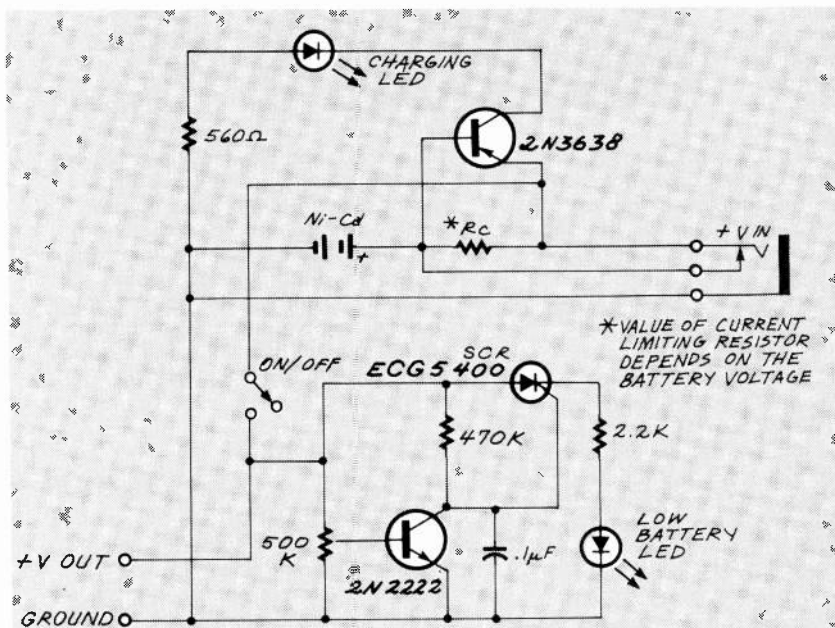 CHARGING
LED
560Ω
2N3638
Ni-Cd
+
*Rc
+V IN
*VALUE OF CURRENT
LIMITING RESISTOR
DEPENDS ON THE
BATTERY VOLTAGE
ON/OFF
SCR
ECG5400
470K
2.2K
500
K
2N2222
.1µF
LOW
BATTERY
LED
+V OUT
GROUND